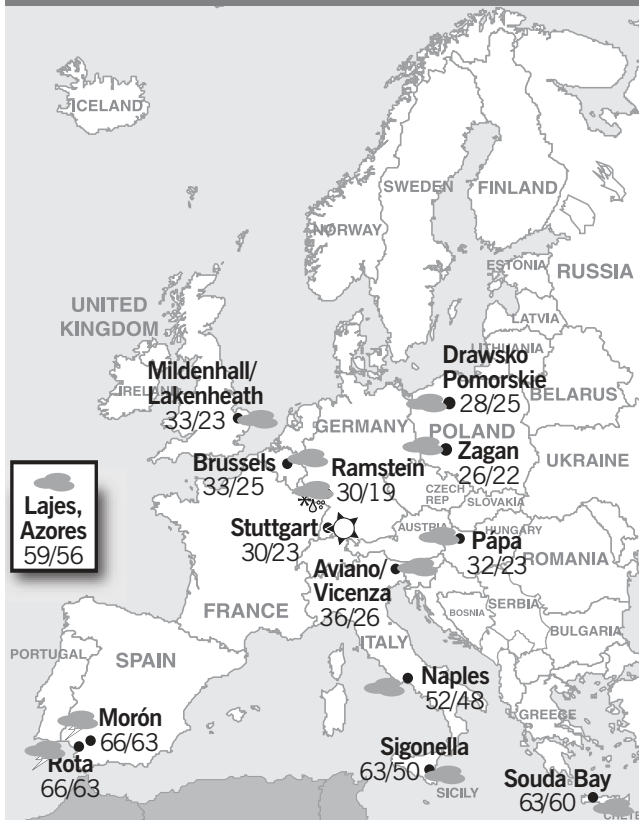 ICELAND
SWEDEN
FINLAND
NORWAY
ESTONIA
RUSSIA
LATVIA
LITHUANIA
UNITED
KINGDOM
IRELAND
Mildenhall/
Lakenheath
33/23
Drawsko
Pomorskie
28/25
BELARUS
GERMANY
POLAND
Zagan
26/22
UKRAINE
Brussels
33/25
Ramstein
30/19
CZECH
REP
SLOVAKIA
Lajes,
Azores
59/56
Stuttgart
30/23
AUSTRIA
HUNGARY
Pápa
32/23
ROMANIA
Aviano/
Vicenza
36/26
FRANCE
BOSNIA
SERBIA
BULGARIA
ITALY
PORTUGAL
SPAIN
Naples
52/48
GREECE
Morón
66/63
Rota
66/63
Sigonella
63/50
SICILY
Souda Bay
63/60
CRETE